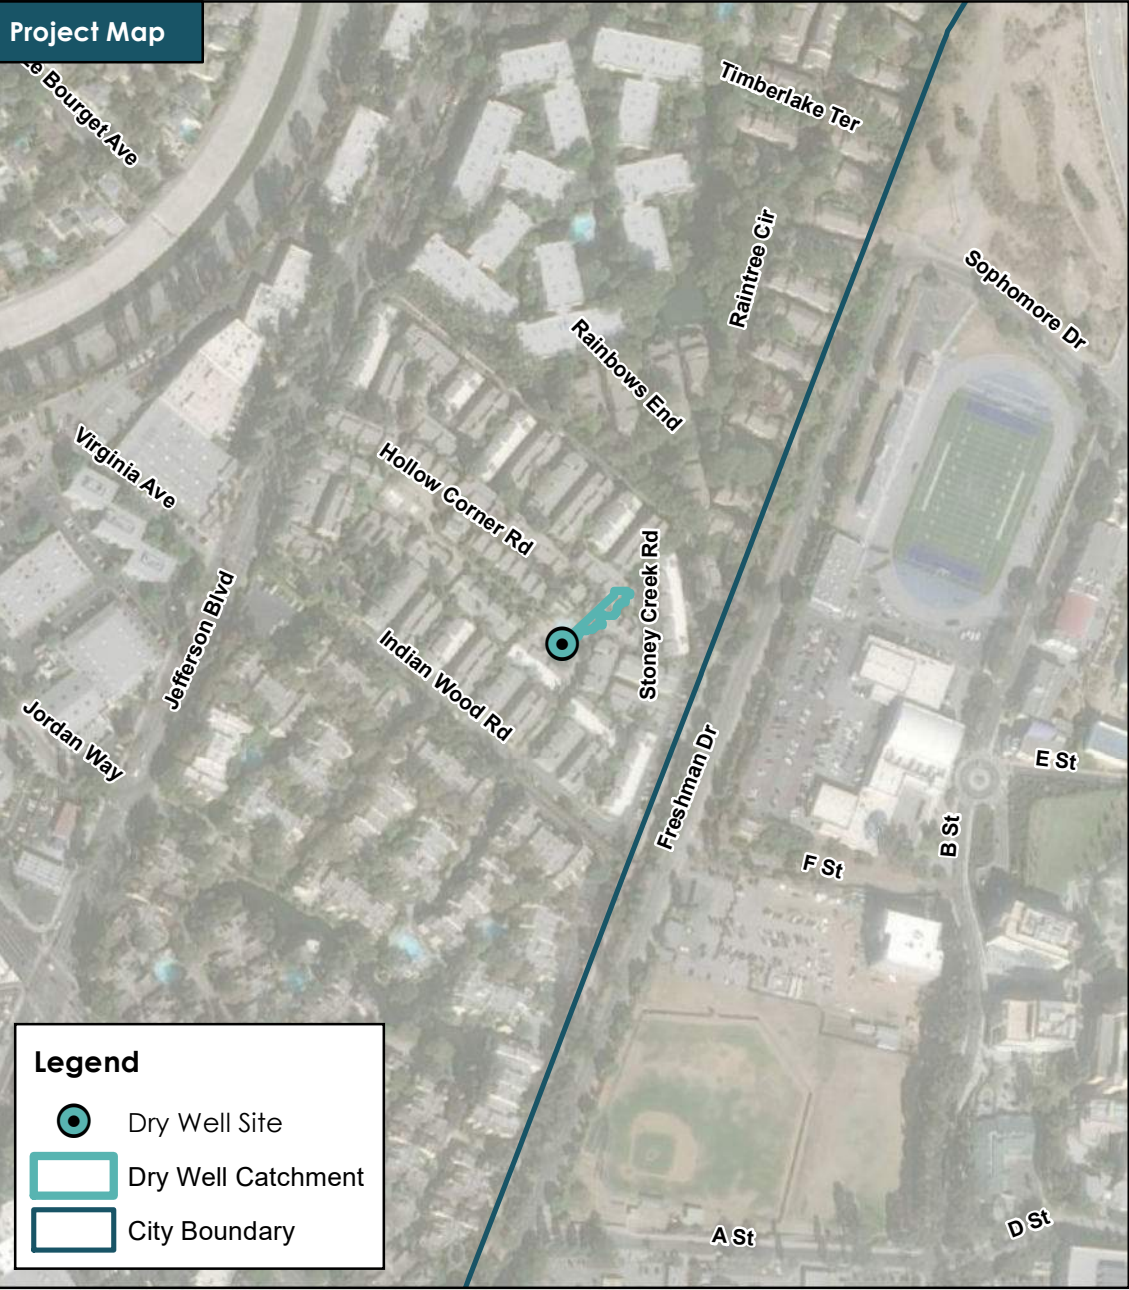 Project Map
Le Bourget Ave
Timberlake Ter
Raintree Cir
Sophomore Dr
Rainbows End
Virginia Ave
Hollow Corner Rd
Stoney Creek Rd
Jefferson Blvd
Indian Wood Rd
Jordan Way
Freshman Dr
E St
B St
F St
A St
D St
Legend
Dry Well Site
Dry Well Catchment
City Boundary